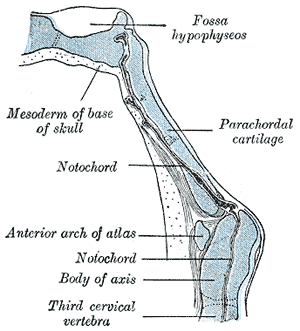 Fossa
hypophyseos
Mesoderm of base
of skull
Parachordal
cartilage
Notochord
Anterior arch of atlas
Notochord
Body of axis
Third cervical
vertebra